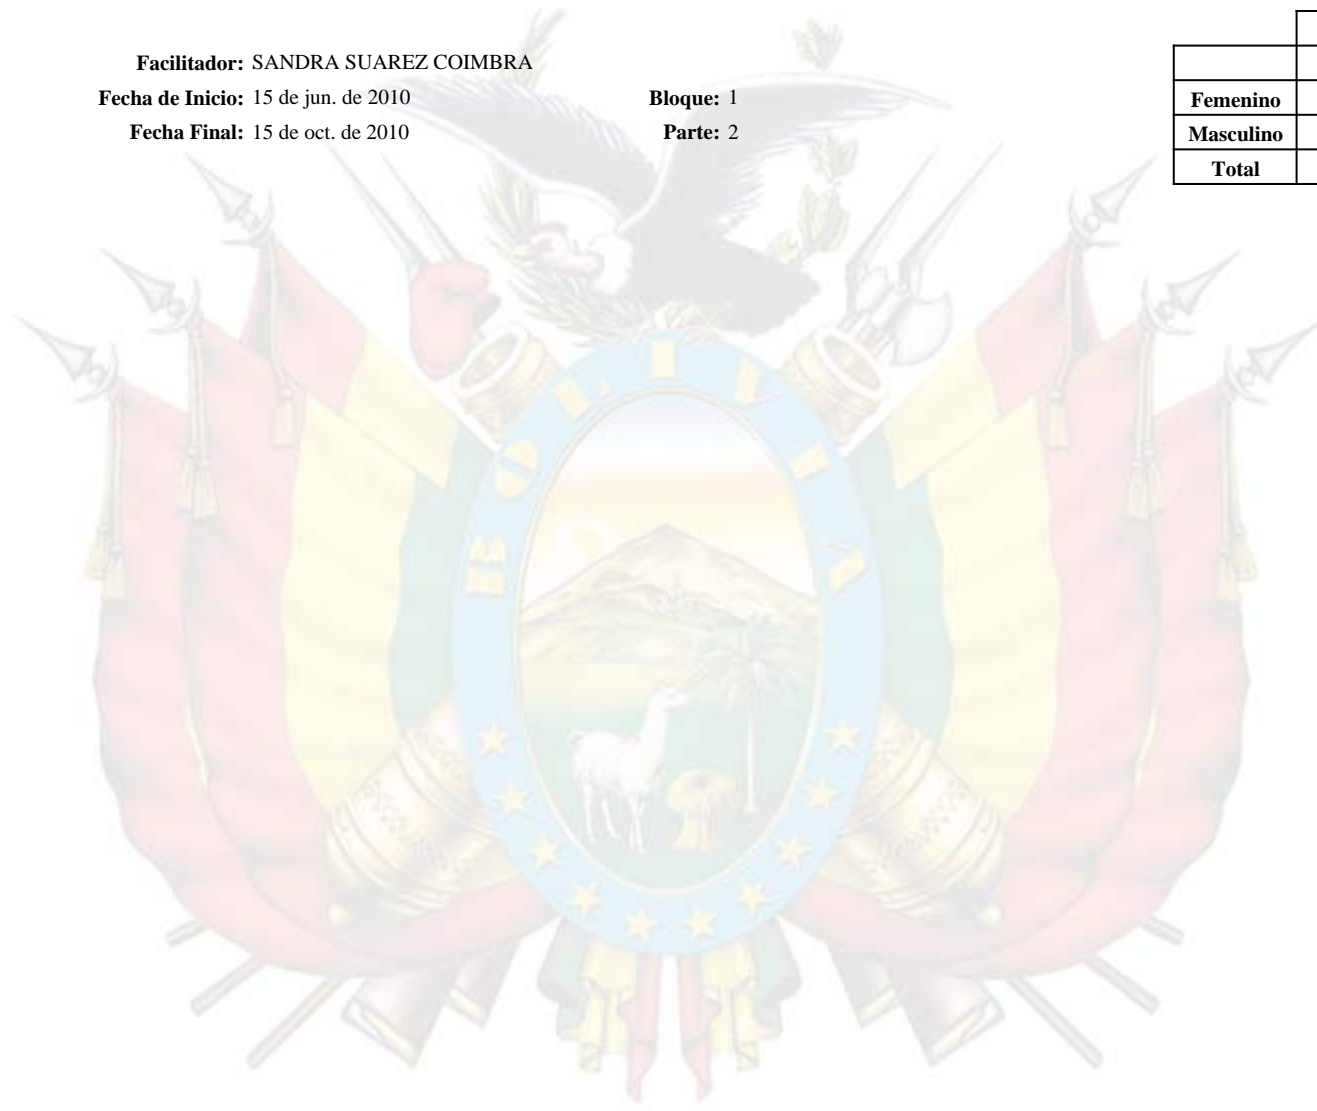 Facilitador: SANDRA SUAREZ COIMBRA
Fecha de Inicio: 15 de jun. de 2010 Bloque: 1
Fecha Final: 15 de oct. de 2010 Parte: 2
Femenino
Masculino
Total
BOLIVIA